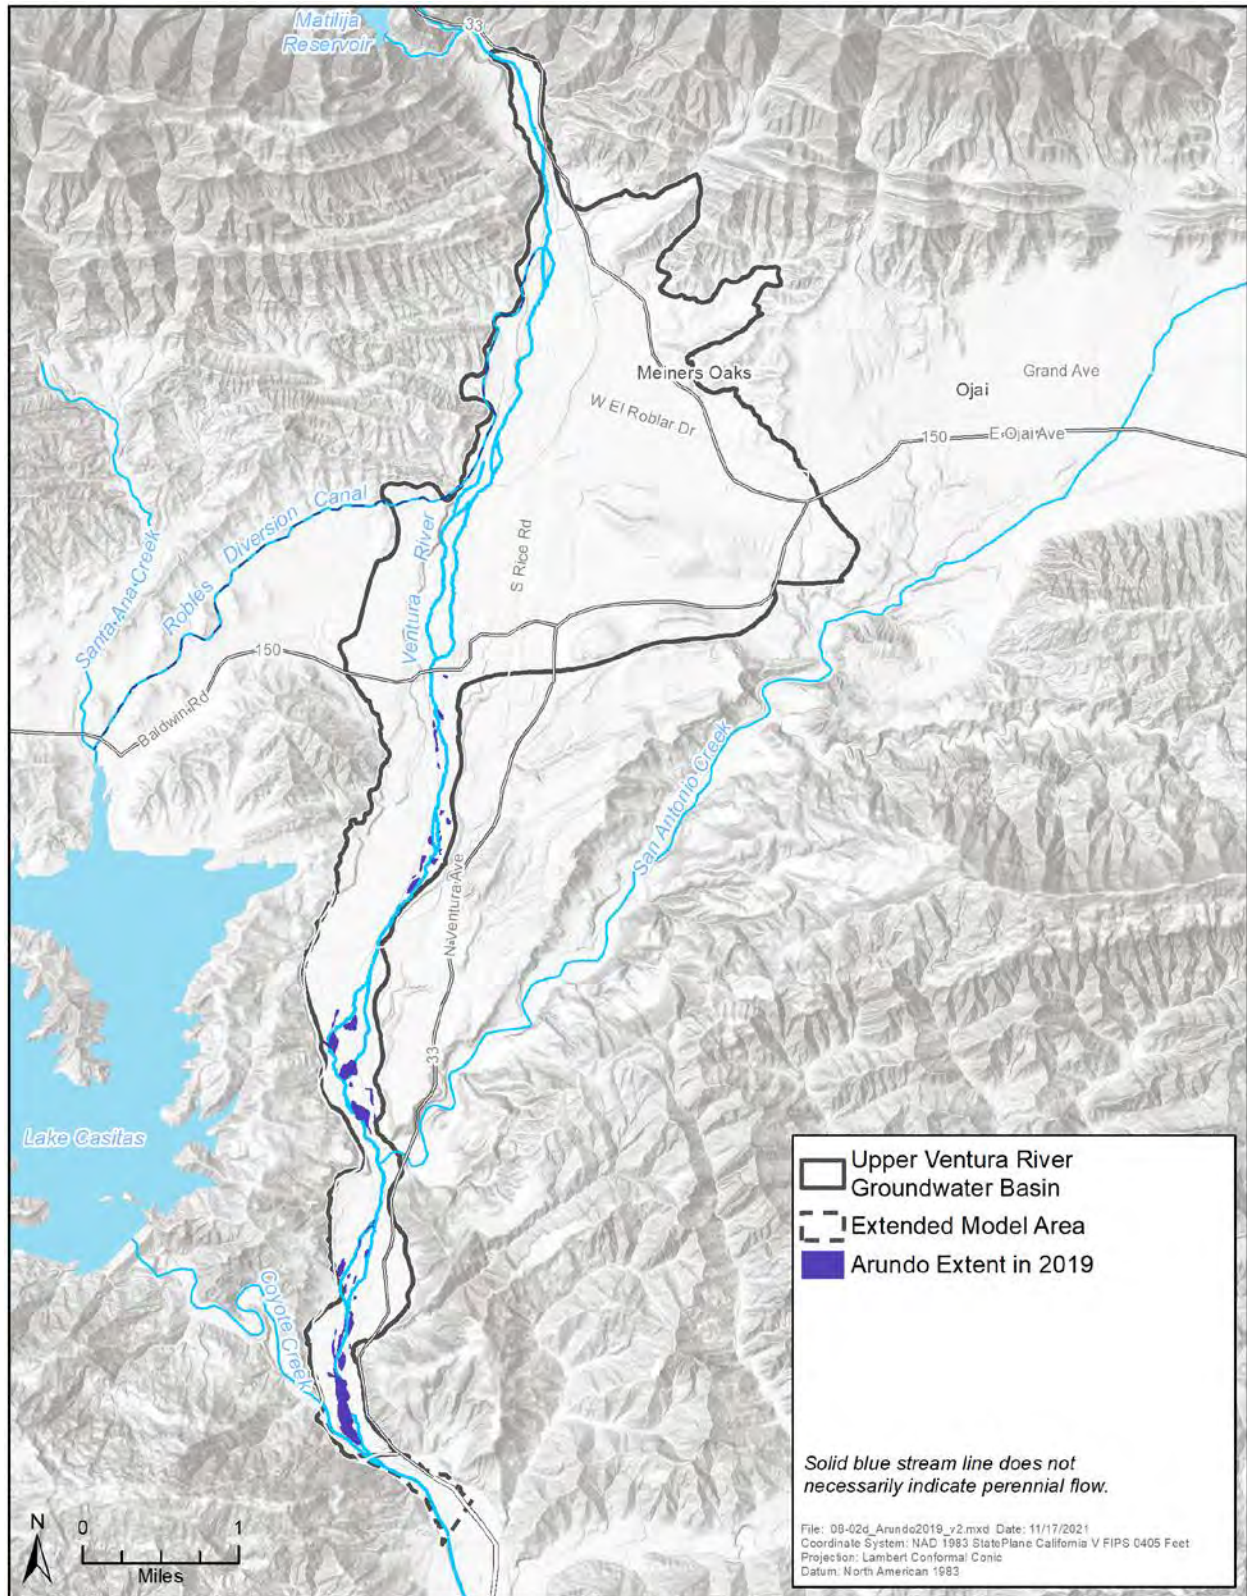 Matilija
Reservoir
33
Meiners Oaks
Ojai
Grand Ave
W El Roblar Dr
150
E Ojai Ave
Robles Diversion Canal
Santa Ana Creek
Ventura River
S Rice Rd
150
Baldwin Rd
San Antonio Creek
N Ventura Ave
33
Lake Casitas
Coyote Creek
Upper Ventura River
Groundwater Basin
Extended Model Area
Arundo Extent in 2019
Solid blue stream line does not
necessarily indicate perennial flow.
File: 08-02d_Arundo2019_v2.mxd Date: 11/17/2021
Coordinate System: NAD 1983 StatePlane California V FIPS 0405 Feet
Projection: Lambert Conformal Conic
Datum: North American 1983
N
0 1
Miles